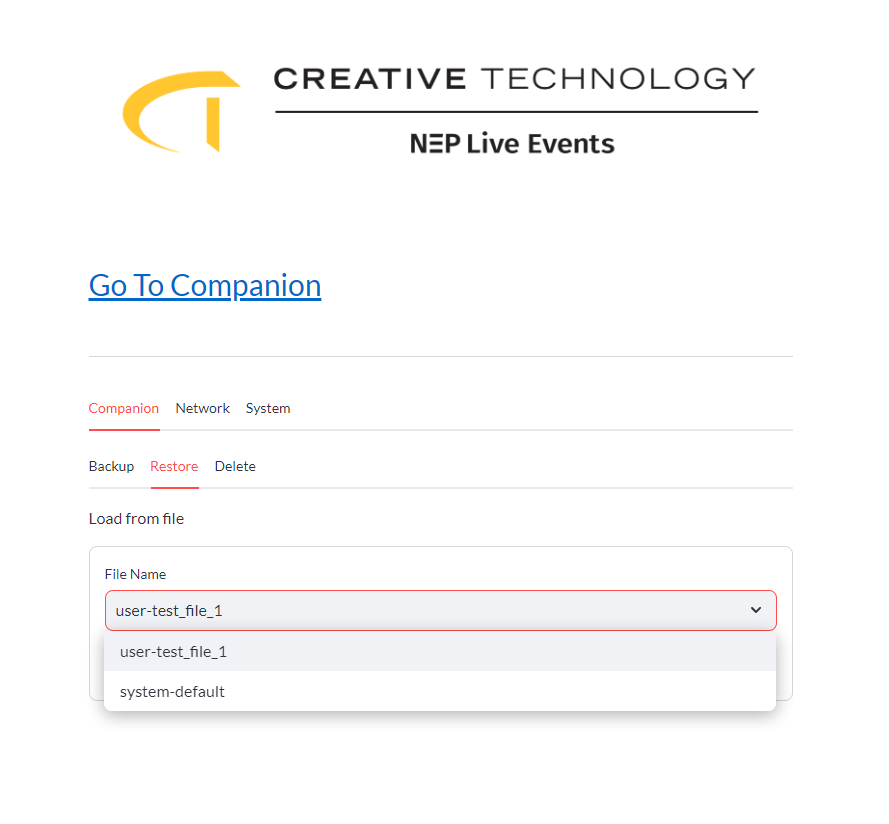 CREATIVE TECHNOLOGY
NEP Live Events
Go To Companion
Companion Network System
Backup Restore Delete
Load from file
File Name
user-test_file_1
user-test_file_1
system-default